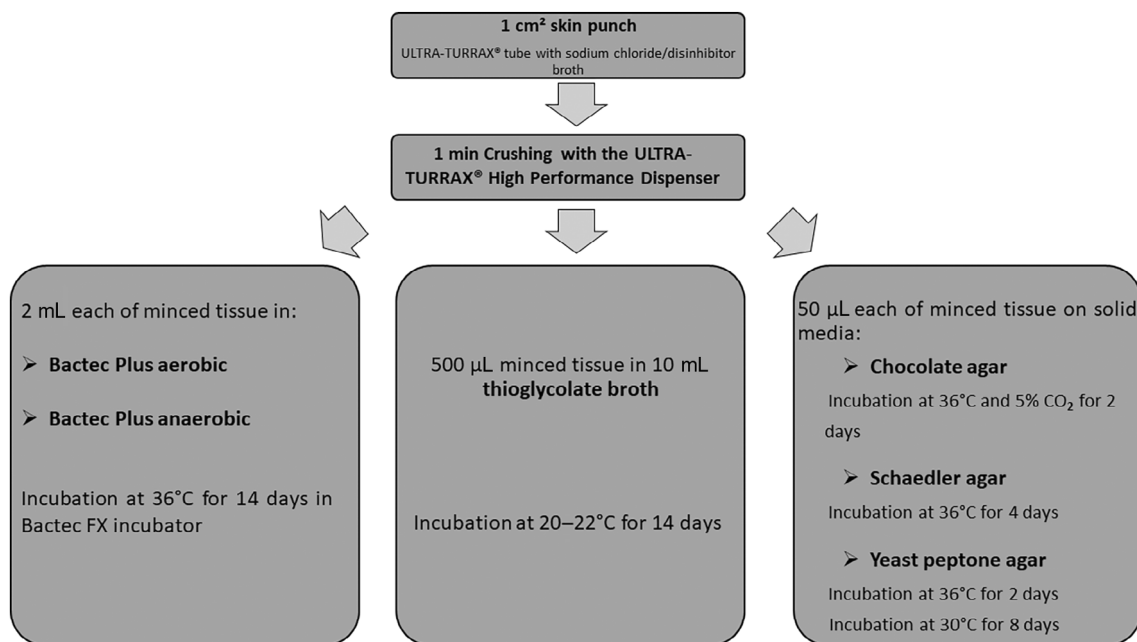 1 cm² skin punch
ULTRA-TURRAX® tube with sodium chloride/disinhibitor
broth
1 min Crushing with the ULTRA-
TURRAX® High Performance Dispenser
2 mL each of minced tissue in:
➢ Bactec Plus aerobic
➢ Bactec Plus anaerobic
Incubation at 36°C for 14 days in
Bactec FX incubator
500 µL minced tissue in 10 mL
thioglycolate broth
Incubation at 20–22°C for 14 days
50 µL each of minced tissue on solid
media:
➢ Chocolate agar
Incubation at 36°C and 5% CO₂ for 2
days
➢ Schaedler agar
Incubation at 36°C for 4 days
➢ Yeast peptone agar
Incubation at 36°C for 2 days
Incubation at 30°C for 8 days